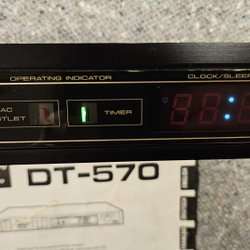 OPERATING INDICATOR
CLOCK/SLEEP
AC
OUTLET
TIMER
DT-570